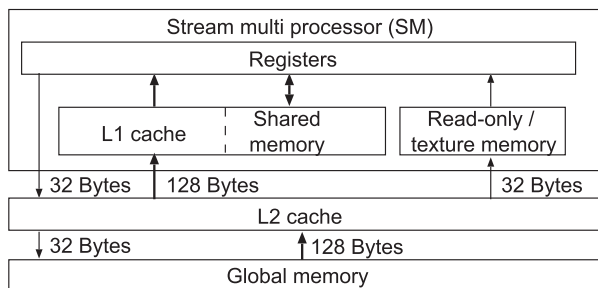 Stream multi processor (SM)
Registers
L1 cache
Shared
memory
Read-only /
texture memory
32 Bytes
128 Bytes
32 Bytes
L2 cache
32 Bytes
128 Bytes
Global memory